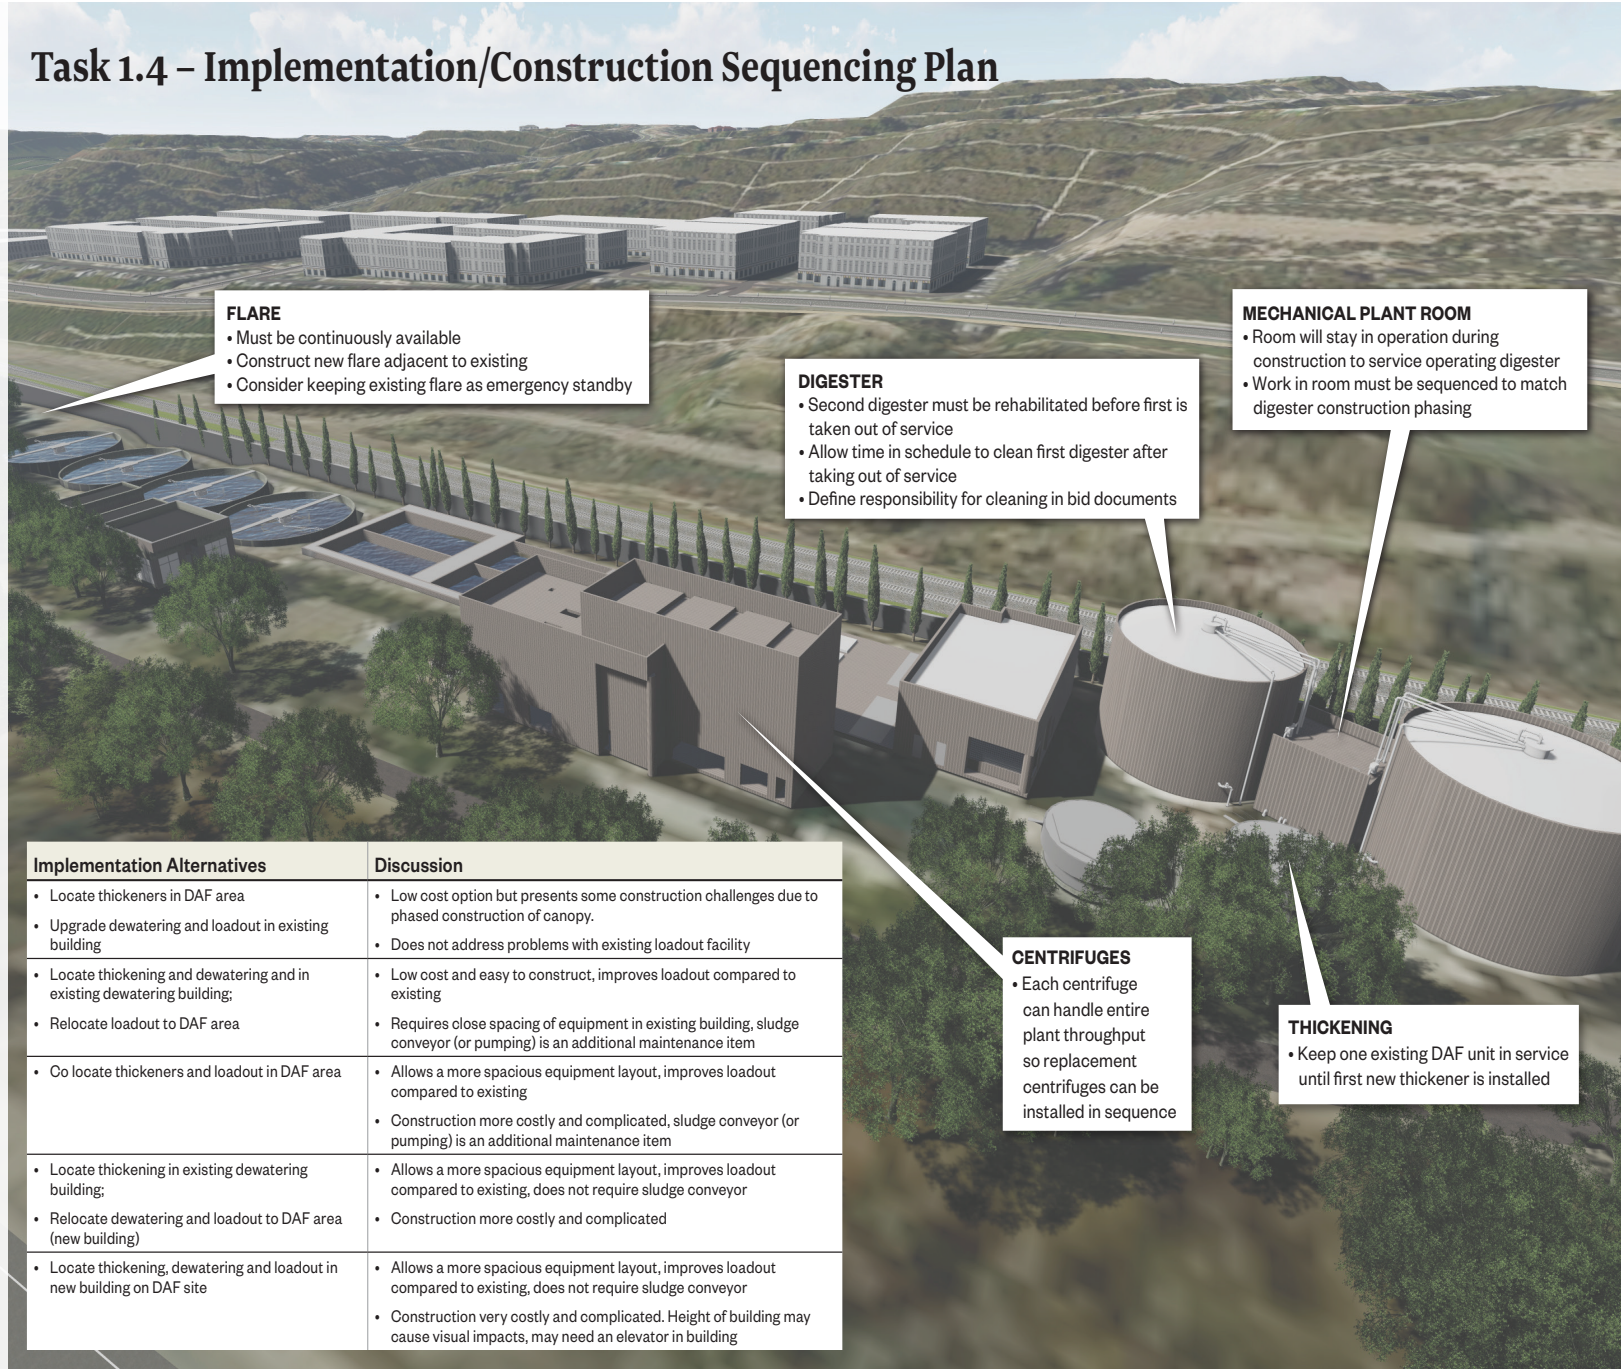 Task 1.4 – Implementation/Construction Sequencing Plan
FLARE
• Must be continuously available
• Construct new flare adjacent to existing
• Consider keeping existing flare as emergency standby
DIGESTER
• Second digester must be rehabilitated before first is
taken out of service
• Allow time in schedule to clean first digester after
taking out of service
• Define responsibility for cleaning in bid documents
MECHANICAL PLANT ROOM
• Room will stay in operation during
construction to service operating digester
• Work in room must be sequenced to match
digester construction phasing
CENTRIFUGES
• Each centrifuge
can handle entire
plant throughput
so replacement
centrifuges can be
installed in sequence
THICKENING
• Keep one existing DAF unit in service
until first new thickener is installed
Implementation Alternatives
Discussion
• Locate thickeners in DAF area
• Upgrade dewatering and loadout in existing
building
• Low cost option but presents some construction challenges due to
phased construction of canopy.
• Does not address problems with existing loadout facility
• Locate thickening and dewatering and in
existing dewatering building;
• Relocate loadout to DAF area
• Low cost and easy to construct, improves loadout compared to
existing
• Requires close spacing of equipment in existing building, sludge
conveyor (or pumping) is an additional maintenance item
• Co locate thickeners and loadout in DAF area
• Allows a more spacious equipment layout, improves loadout
compared to existing
• Construction more costly and complicated, sludge conveyor (or
pumping) is an additional maintenance item
• Locate thickening in existing dewatering
building;
• Relocate dewatering and loadout to DAF area
(new building)
• Allows a more spacious equipment layout, improves loadout
compared to existing, does not require sludge conveyor
• Construction more costly and complicated
• Locate thickening, dewatering and loadout in
new building on DAF site
• Allows a more spacious equipment layout, improves loadout
compared to existing, does not require sludge conveyor
• Construction very costly and complicated. Height of building may
cause visual impacts, may need an elevator in building